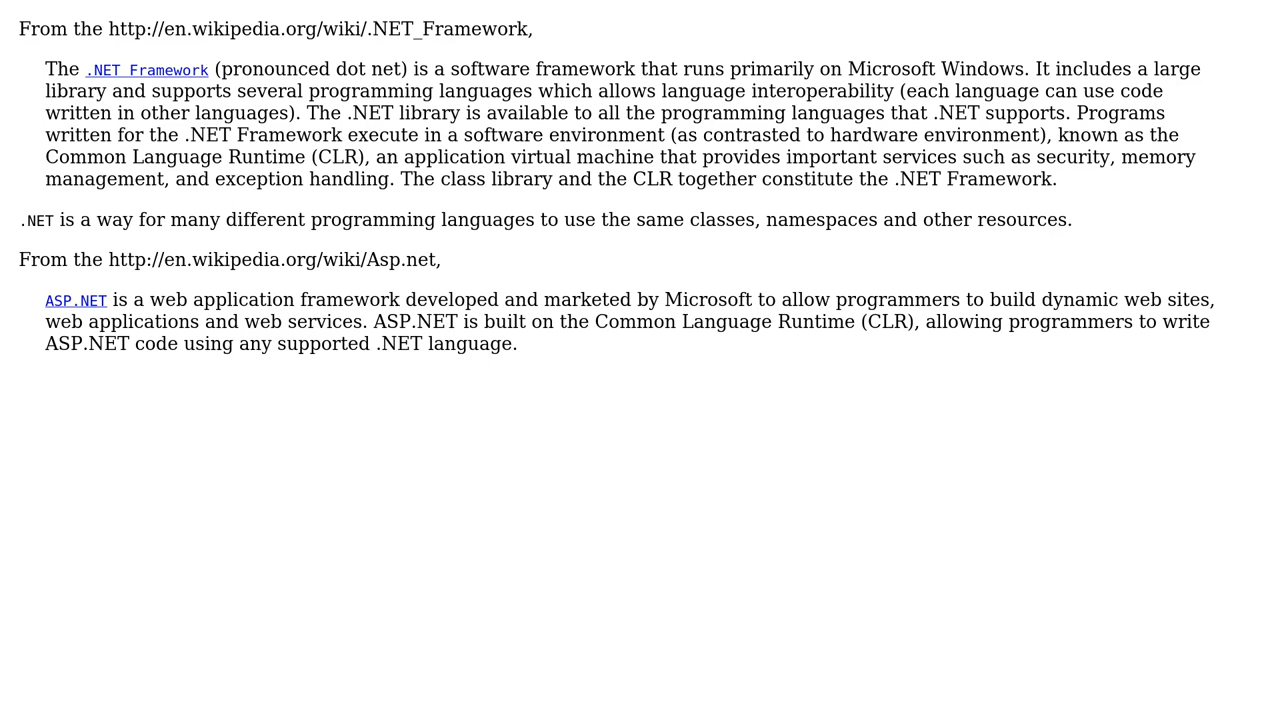 From the http://en.wikipedia.org/wiki/.NET_Framework,
The .NET Framework (pronounced dot net) is a software framework that runs primarily on Microsoft Windows. It includes a large
library and supports several programming languages which allows language interoperability (each language can use code
written in other languages). The .NET library is available to all the programming languages that .NET supports. Programs
written for the .NET Framework execute in a software environment (as contrasted to hardware environment), known as the
Common Language Runtime (CLR), an application virtual machine that provides important services such as security, memory
management, and exception handling. The class library and the CLR together constitute the .NET Framework.
.NET is a way for many different programming languages to use the same classes, namespaces and other resources.
From the http://en.wikipedia.org/wiki/Asp.net,
ASP.NET is a web application framework developed and marketed by Microsoft to allow programmers to build dynamic web sites,
web applications and web services. ASP.NET is built on the Common Language Runtime (CLR), allowing programmers to write
ASP.NET code using any supported .NET language.